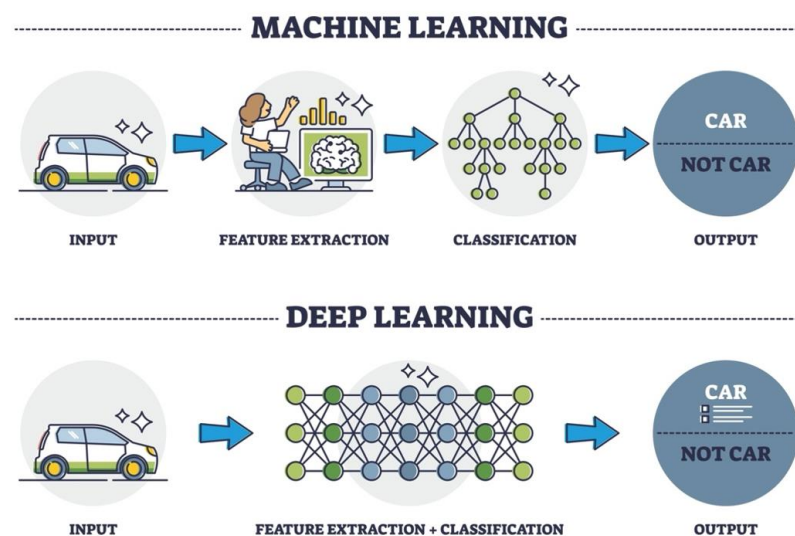 MACHINE LEARNING
CAR
NOT CAR
INPUT
FEATURE EXTRACTION
CLASSIFICATION
OUTPUT
DEEP LEARNING
CAR
NOT CAR
INPUT
FEATURE EXTRACTION + CLASSIFICATION
OUTPUT